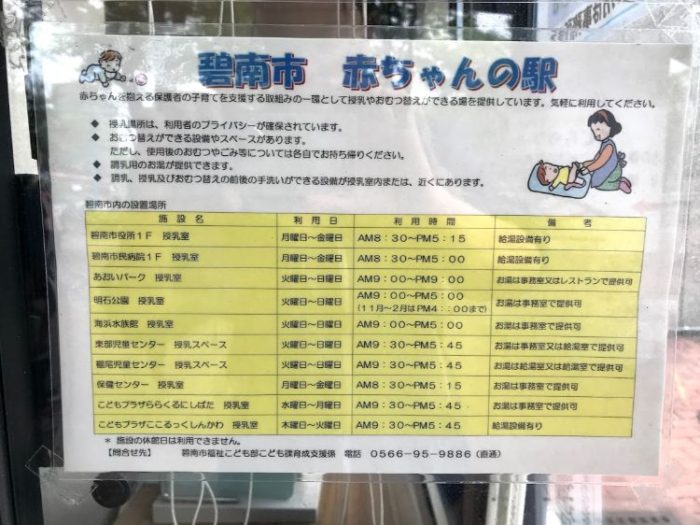 碧南市 赤ちゃんの駅
赤ちゃんを抱える保護者の子育てを支援する取組みの一環として授乳やおむつ替えができる場を提供しています。気軽に利用してください。
◆ 授乳場所は、利用者のプライバシーが確保されています。
◆ おむつ替えができる設備やスペースがあります。
ただし、使用後のおむつやごみ等については各自でお持ち帰りください。
◆ 調乳用のお湯が提供できます。
◆ 調乳、授乳及びおむつ替えの前後の手洗いができる設備が授乳室内または、近くにあります。
碧南市内の設置場所
施設名 利用日 利用時間 備考
碧南市役所1F 授乳室 月曜日~金曜日 AM8:30~PM5:15 給湯設備有り
碧南市民病院1F 授乳室 月曜日~金曜日 AM8:30~PM5:00 給湯設備有り
あおいパーク 授乳室 火曜日~日曜日 AM9:00~PM9:00 お湯は事務室又はレストランで提供可
明石公園 授乳室 火曜日~日曜日 AM9:00~PM5:00 お湯は事務室で提供可
(11月~2月はPM4:00まで)
海浜水族館 授乳室 火曜日~日曜日 AM9:00~PM5:00 お湯は事務室で提供可
東部児童センター 授乳スペース 火曜日~日曜日 AM9:30~PM5:45 お湯は事務室又は給湯室で提供可
棚尾児童センター 授乳スペース 火曜日~日曜日 AM9:30~PM5:45 お湯は給湯室又は給湯室で提供可
保健センター 授乳室 月曜日~金曜日 AM8:30~PM5:15 お湯は事務室で提供可
こどもプラザららくるにしばた 授乳室 水曜日~月曜日 AM9:30~PM5:45 お湯は事務室で提供可
こどもプラザここるっくしんかわ 授乳室 木曜日~火曜日 AM9:30~PM5:45 給湯設備有り
* 施設の休館日は利用できません。
【問合せ先】 碧南市福祉こども部こども課育成支援係 電話 0566-95-9886(直通)